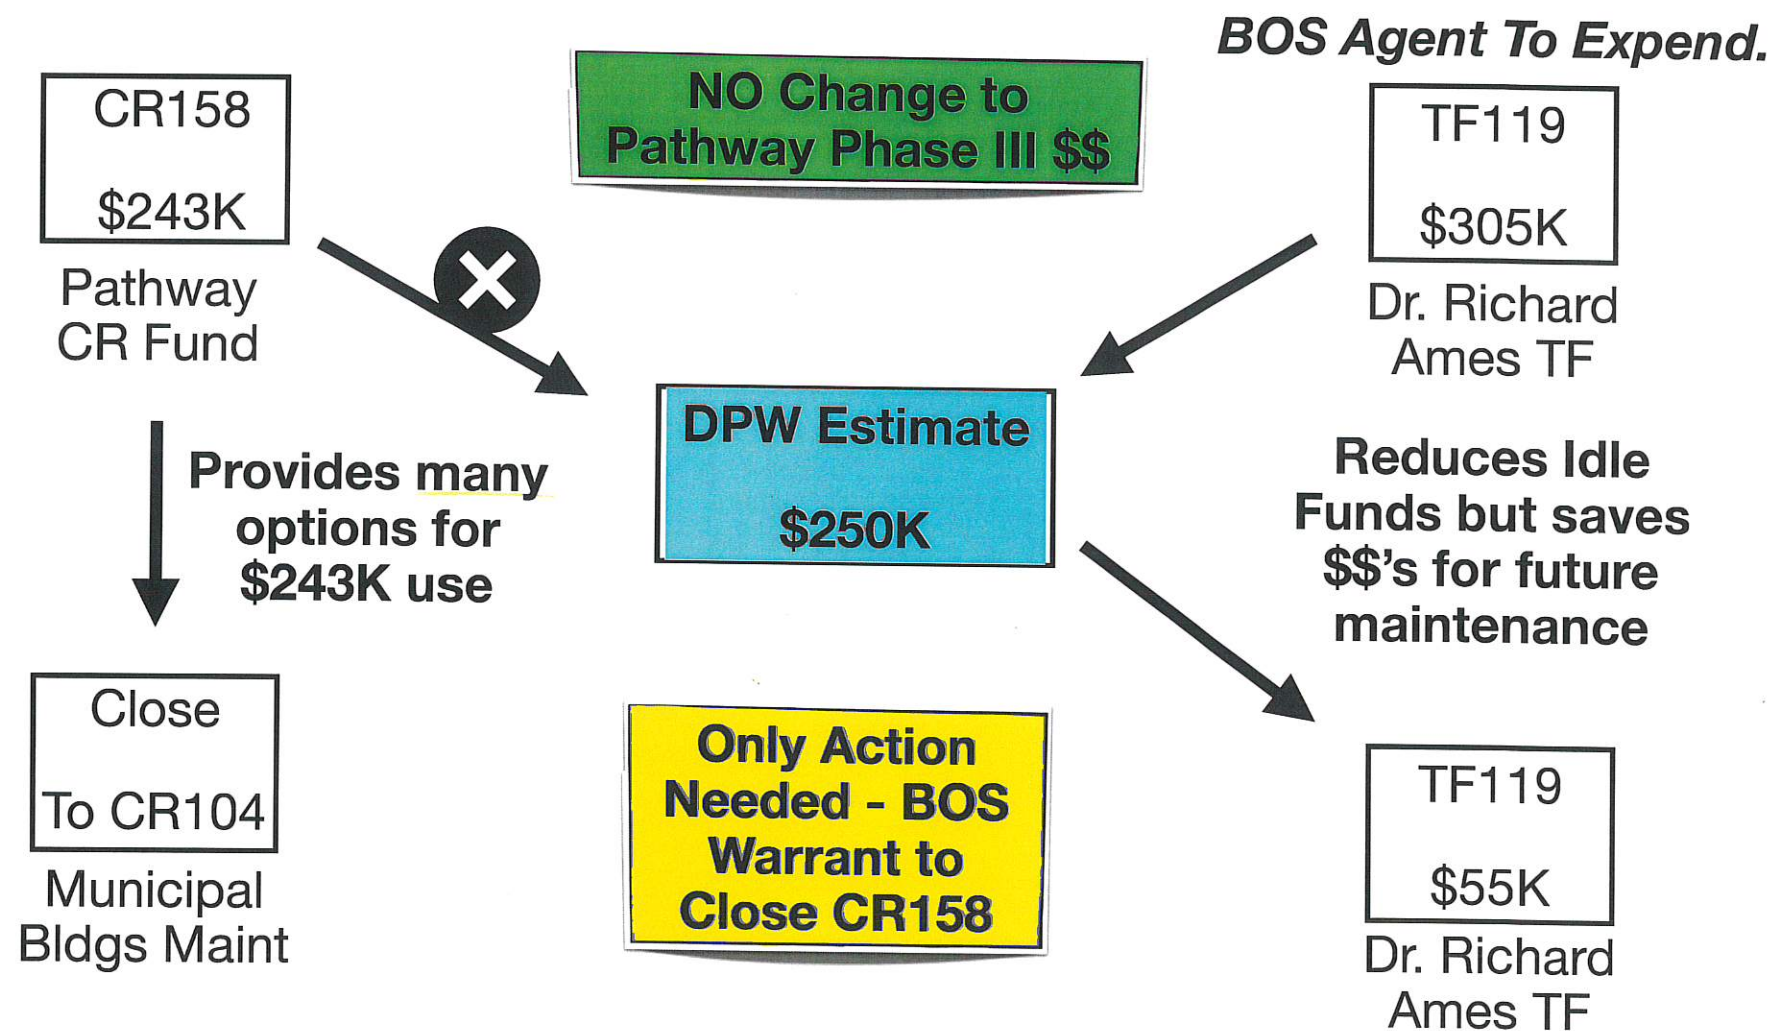 BOS Agent To Expend.
CR158
$243K
Pathway
CR Fund
NO Change to
Pathway Phase III $$
TF119
$305K
Dr. Richard
Ames TF
DPW Estimate
$250K
Provides many
options for
$243K use
Reduces Idle
Funds but saves
$$'s for future
maintenance
Close
To CR104
Municipal
Bldgs Maint
Only Action
Needed - BOS
Warrant to
Close CR158
TF119
$55K
Dr. Richard
Ames TF